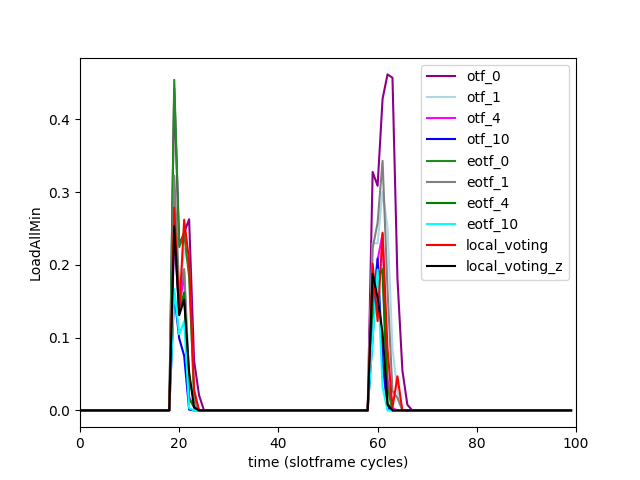 0.4
0.3
0.2
0.1
0.0
LoadAllMin
0 20 40 60 80 100
time (slotframe cycles)
otf_0
otf_1
otf_4
otf_10
eotf_0
eotf_1
eotf_4
eotf_10
local_voting
local_voting_z